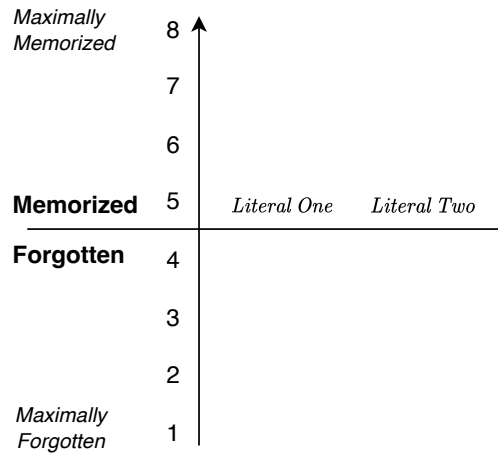 Maximally
Memorized
8
7
6
Memorized 5 Literal One Literal Two
Forgotten 4
3
2
Maximally
Forgotten
1